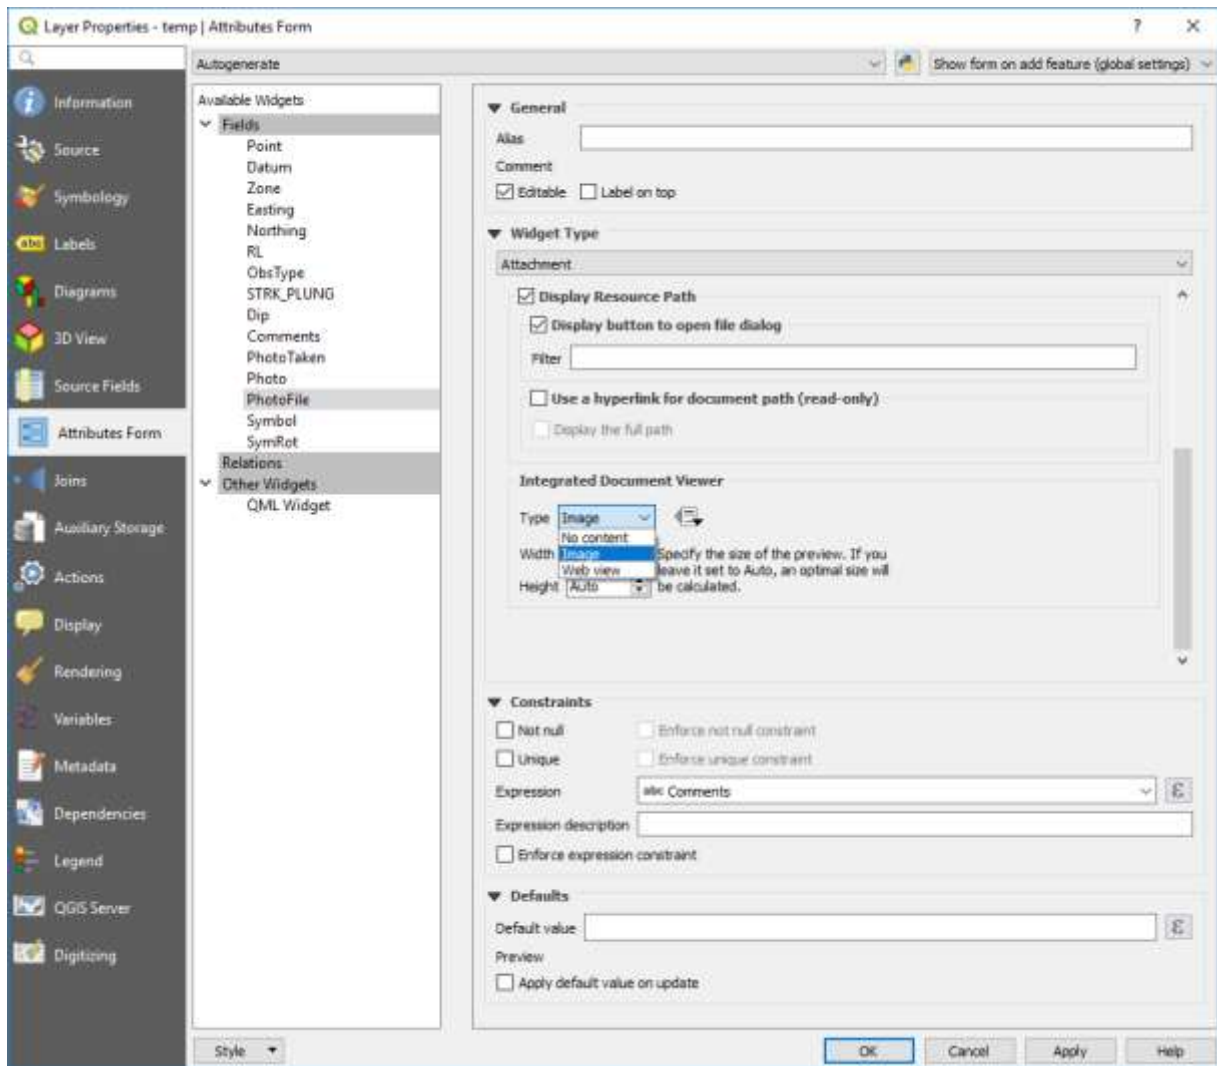 Layer Properties - temp | Attributes Form
? ×
Autogenerate
Show form on add feature (global settings)
Information
Source
Symbology
abc Labels
Diagrams
3D View
Source Fields
Attributes Form
Joins
Auxiliary Storage
Actions
Display
Rendering
Variables
Metadata
Dependencies
Legend
QGIS Server
Digitizing
Available Widgets
Fields
Point
Datum
Zone
Easting
Northing
RL
ObsType
STRK_PLUNG
Dip
Comments
PhotoTaken
Photo
PhotoFile
Symbol
SymRot
Relations
Other Widgets
QML Widget
General
Alias
Comment
Editable Label on top
Widget Type
Attachment
Display Resource Path
Display button to open file dialog
Filter
Use a hyperlink for document path (read-only)
Display the full path
Integrated Document Viewer
Type Image
No content
Width Image Specify the size of the preview. If you
Web view leave it set to Auto, an optimal size will
Height Auto be calculated.
Constraints
Not null Enforce not null constraint
Unique Enforce unique constraint
Expression abc Comments ε
Expression description
Enforce expression constraint
Defaults
Default value ε
Preview
Apply default value on update
Style OK Cancel Apply Help